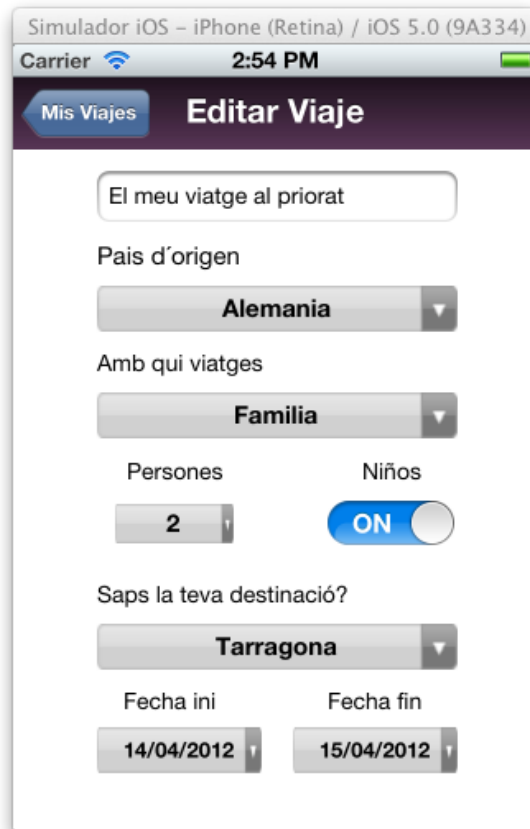 Simulador iOS – iPhone (Retina) / iOS 5.0 (9A334)
Carrier 2:54 PM
Mis Viajes Editar Viaje
El meu viatge al priorat
Pais d´origen
Alemania
Amb qui viatges
Familia
Persones Niños
2 ON
Saps la teva destinació?
Tarragona
Fecha ini Fecha fin
14/04/2012 15/04/2012